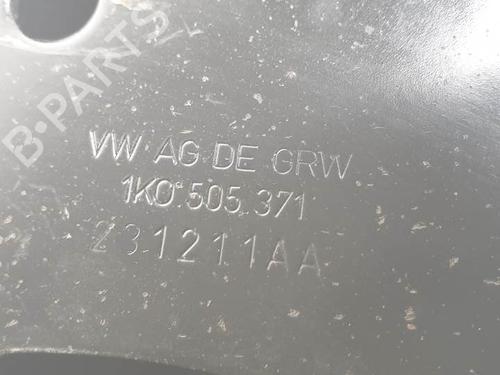 B-PARTS
VW AG DE GRW
1K0 505 371
231211AA